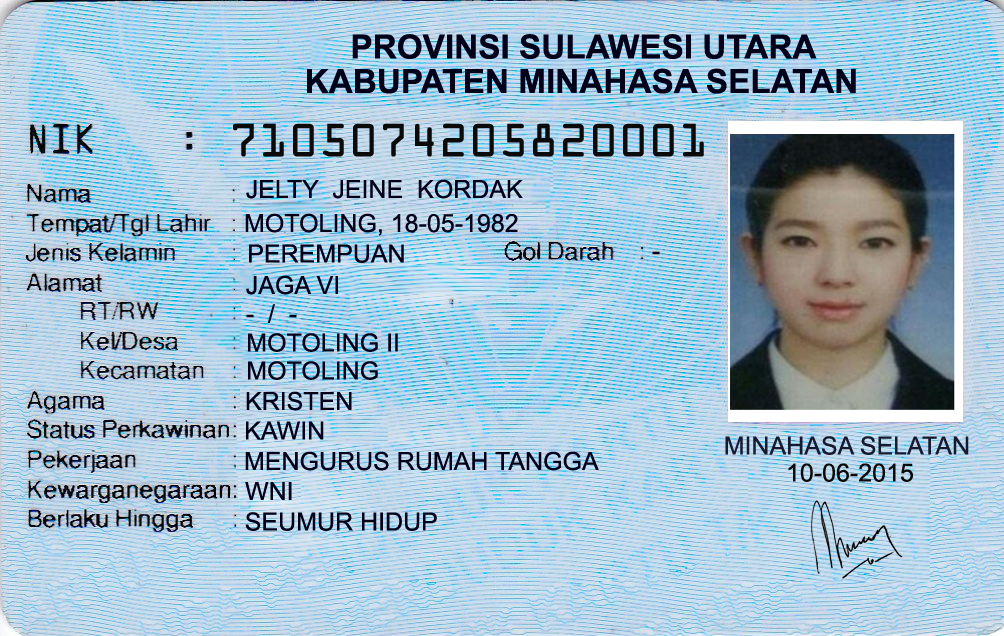 PROVINSI SULAWESI UTARA
KABUPATEN MINAHASA SELATAN
NIK : 7105074205820001
Nama : JELTY JEINE KORDAK
Tempat/Tgl Lahir : MOTOLING, 18-05-1982
Jenis Kelamin : PEREMPUAN Gol Darah : -
Alamat : JAGA VI
RT/RW : - / -
Kel/Desa : MOTOLING II
Kecamatan : MOTOLING
Agama : KRISTEN
Status Perkawinan: KAWIN
Pekerjaan : MENGURUS RUMAH TANGGA
Kewarganegaraan: WNI
Berlaku Hingga : SEUMUR HIDUP
MINAHASA SELATAN
10-06-2015